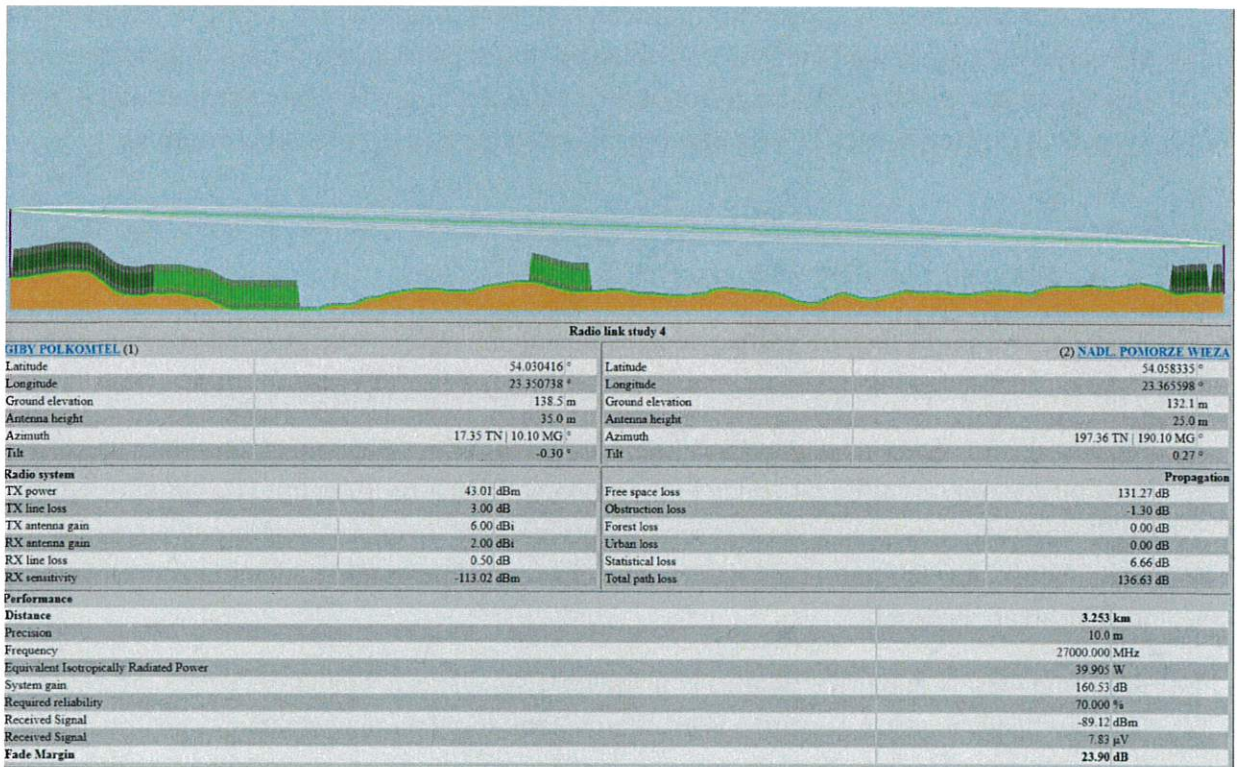 Radio link study 4
GIBY POLKOMTEL (1) (2) NADL. POMORZE WIEZA
Latitude 54.030416 ° Latitude 54.058335 °
Longitude 23.350738 ° Longitude 23.365598 °
Ground elevation 138.5 m Ground elevation 132.1 m
Antenna height 35.0 m Antenna height 25.0 m
Azimuth 17.35 TN | 10.10 MG ° Azimuth 197.36 TN | 190.10 MG °
Tilt -0.30 ° Tilt 0.27 °
Radio system Propagation
TX power 43.01 dBm Free space loss 131.27 dB
TX line loss 3.00 dB Obstruction loss -1.30 dB
TX antenna gain 6.00 dBi Forest loss 0.00 dB
RX antenna gain 2.00 dBi Urban loss 0.00 dB
RX line loss 0.50 dB Statistical loss 6.66 dB
RX sensitivity -113.02 dBm Total path loss 136.63 dB
Performance
Distance 3.253 km
Precision 10.0 m
Frequency 27000.000 MHz
Equivalent Isotropically Radiated Power 39.905 W
System gain 160.53 dB
Required reliability 70.000 %
Received Signal -89.12 dBm
Received Signal 7.83 µV
Fade Margin 23.90 dB